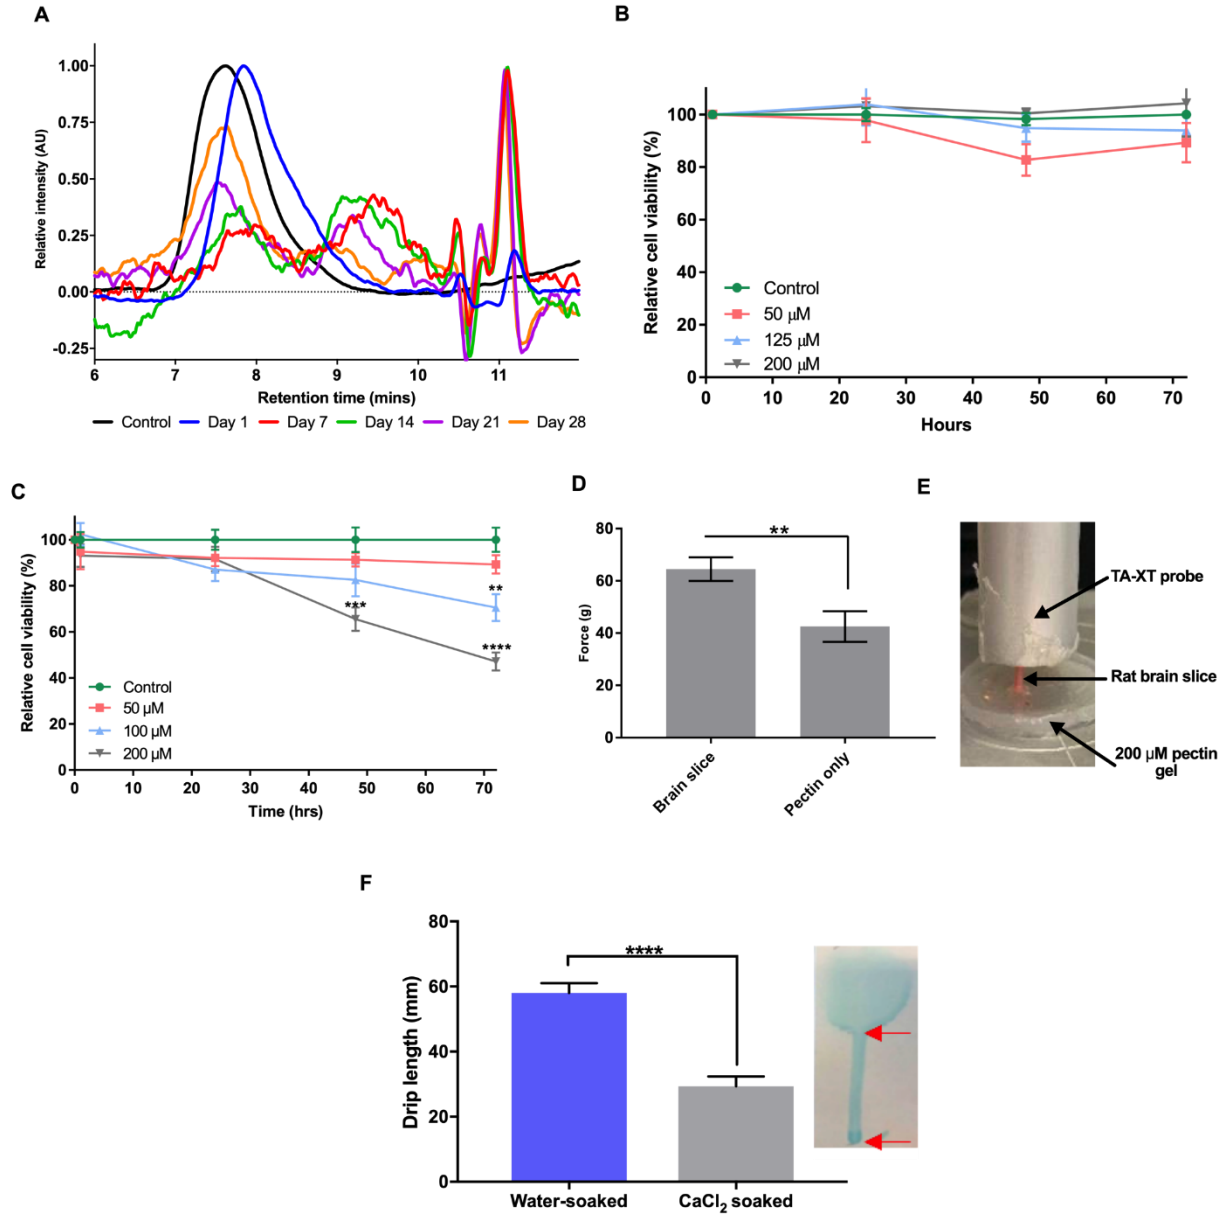 A
1.00
0.75
0.50
0.25
0.00
-0.25
Relative intensity (AU)
6 7 8 9 10 11
Retention time (mins)
Control Day 1 Day 7 Day 14 Day 21 Day 28
B
100
80
60
40
20
0
Relative cell viability (%)
Control
50 µM
125 µM
200 µM
0 10 20 30 40 50 60 70
Hours
C
100
80
60
40
20
0
Relative cell viability (%)
***
**
****
Control
50 µM
100 µM
200 µM
0 10 20 30 40 50 60 70
Time (hrs)
D
80
60
40
20
0
Force (g)
**
Brain slice
Pectin only
E
TA-XT probe
Rat brain slice
200 µM pectin
gel
F
80
60
40
20
0
Drip length (mm)
****
Water-soaked CaCl₂ soaked